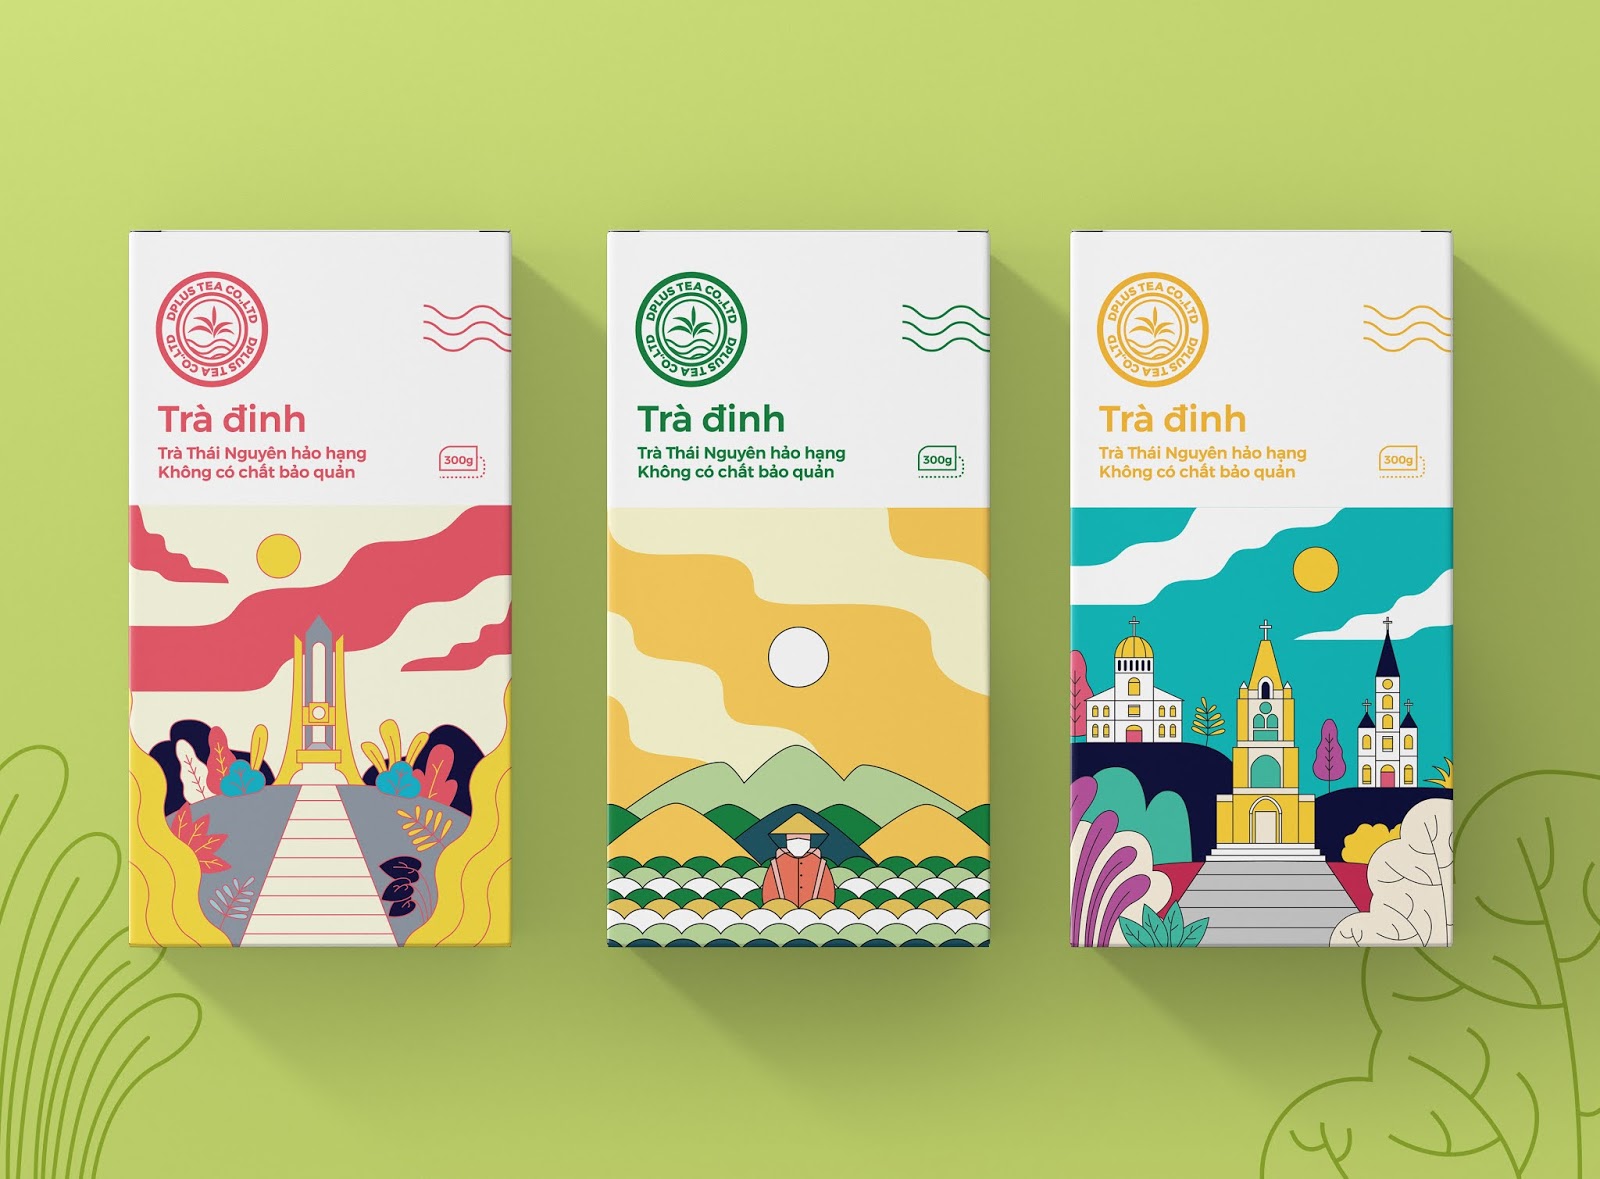 DPLUS TEA CO.,LTD
DPLUS TEA CO.,LTD
Trà đinh
Trà Thái Nguyên hảo hạng
Không có chất bảo quản
300g
DPLUS TEA CO.,LTD
DPLUS TEA CO.,LTD
Trà đinh
Trà Thái Nguyên hảo hạng
Không có chất bảo quản
300g
DPLUS TEA CO.,LTD
DPLUS TEA CO.,LTD
Trà đinh
Trà Thái Nguyên hảo hạng
Không có chất bảo quản
300g